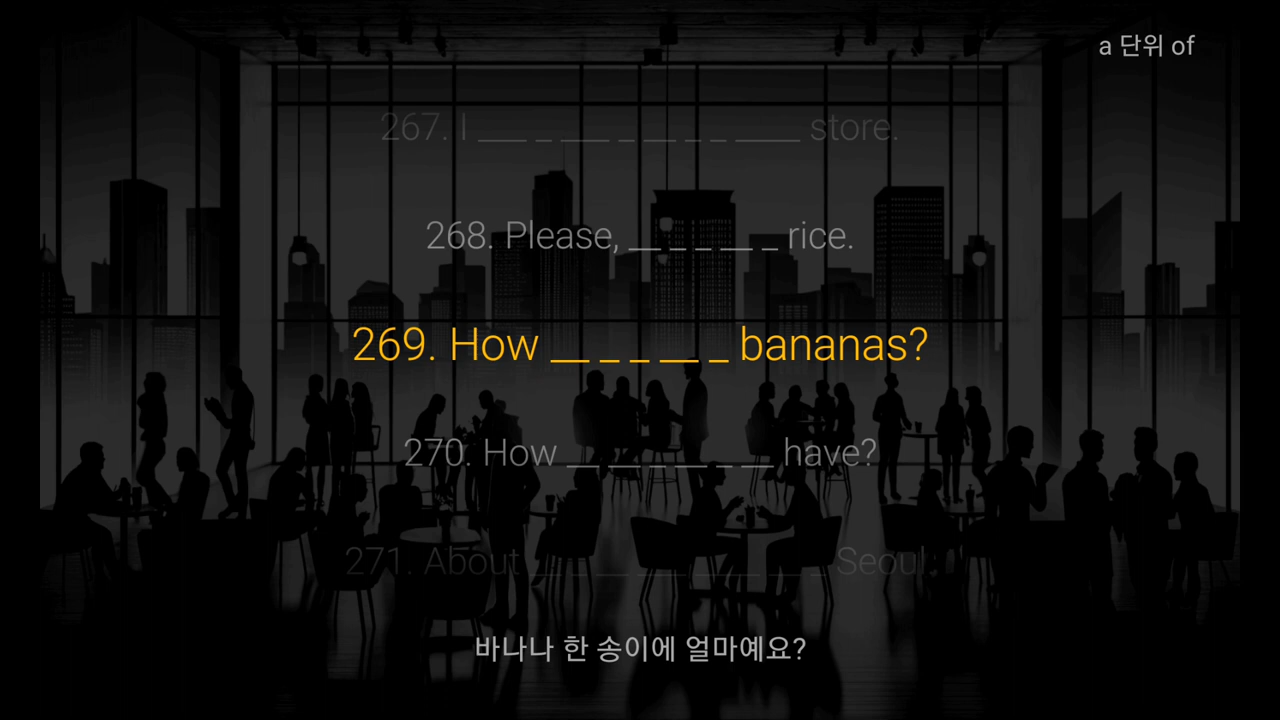 a 단위 of
267. I ___ _ ___ _ __ _ _ ____ store.
268. Please, __ _ _ __ _ rice.
269. How __ _ _ __ _ bananas?
270. How __ __ _ __ _ __ have?
271. About
Seoul
바나나 한 송이에 얼마예요?